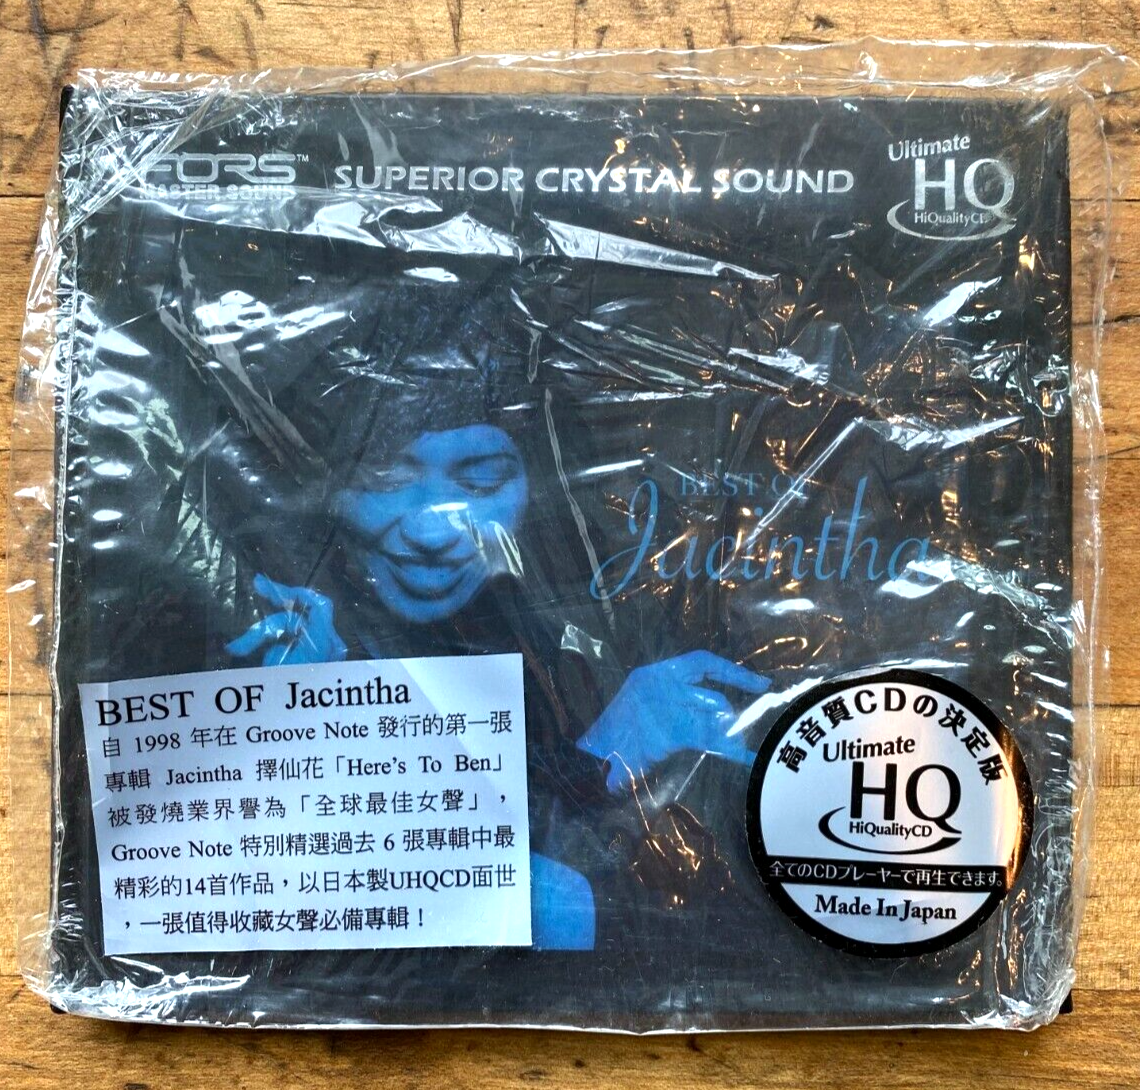 FORS™
MASTER SOUND
SUPERIOR CRYSTAL SOUND
Ultimate
HQ
HiQualityCD
BEST OF
Jacintha
BEST OF Jacintha
自 1998 年在 Groove Note 發行的第一張
專輯 Jacintha 擇仙花「Here's To Ben」
被發燒業界譽為「全球最佳女聲」，
Groove Note 特別精選過去 6 張專輯中最
精彩的14首作品，以日本製UHQCD面世
，一張值得收藏女聲必備專輯！
高音質CDの決定版
Ultimate
HQ
HiQualityCD
全てのCDプレーヤーで再生できます。
Made In Japan